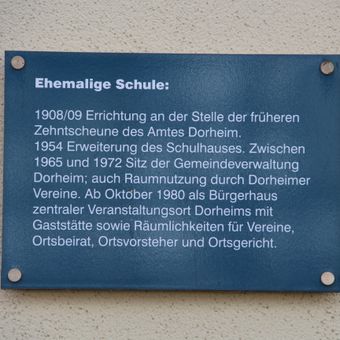 Ehemalige Schule:
1908/09 Errichtung an der Stelle der früheren
Zehntscheune des Amtes Dorheim.
1954 Erweiterung des Schulhauses. Zwischen
1965 und 1972 Sitz der Gemeindeverwaltung
Dorheim; auch Raumnutzung durch Dorheimer
Vereine. Ab Oktober 1980 als Bürgerhaus
zentraler Veranstaltungsort Dorheims mit
Gaststätte sowie Räumlichkeiten für Vereine,
Ortsbeirat, Ortsvorsteher und Ortsgericht.